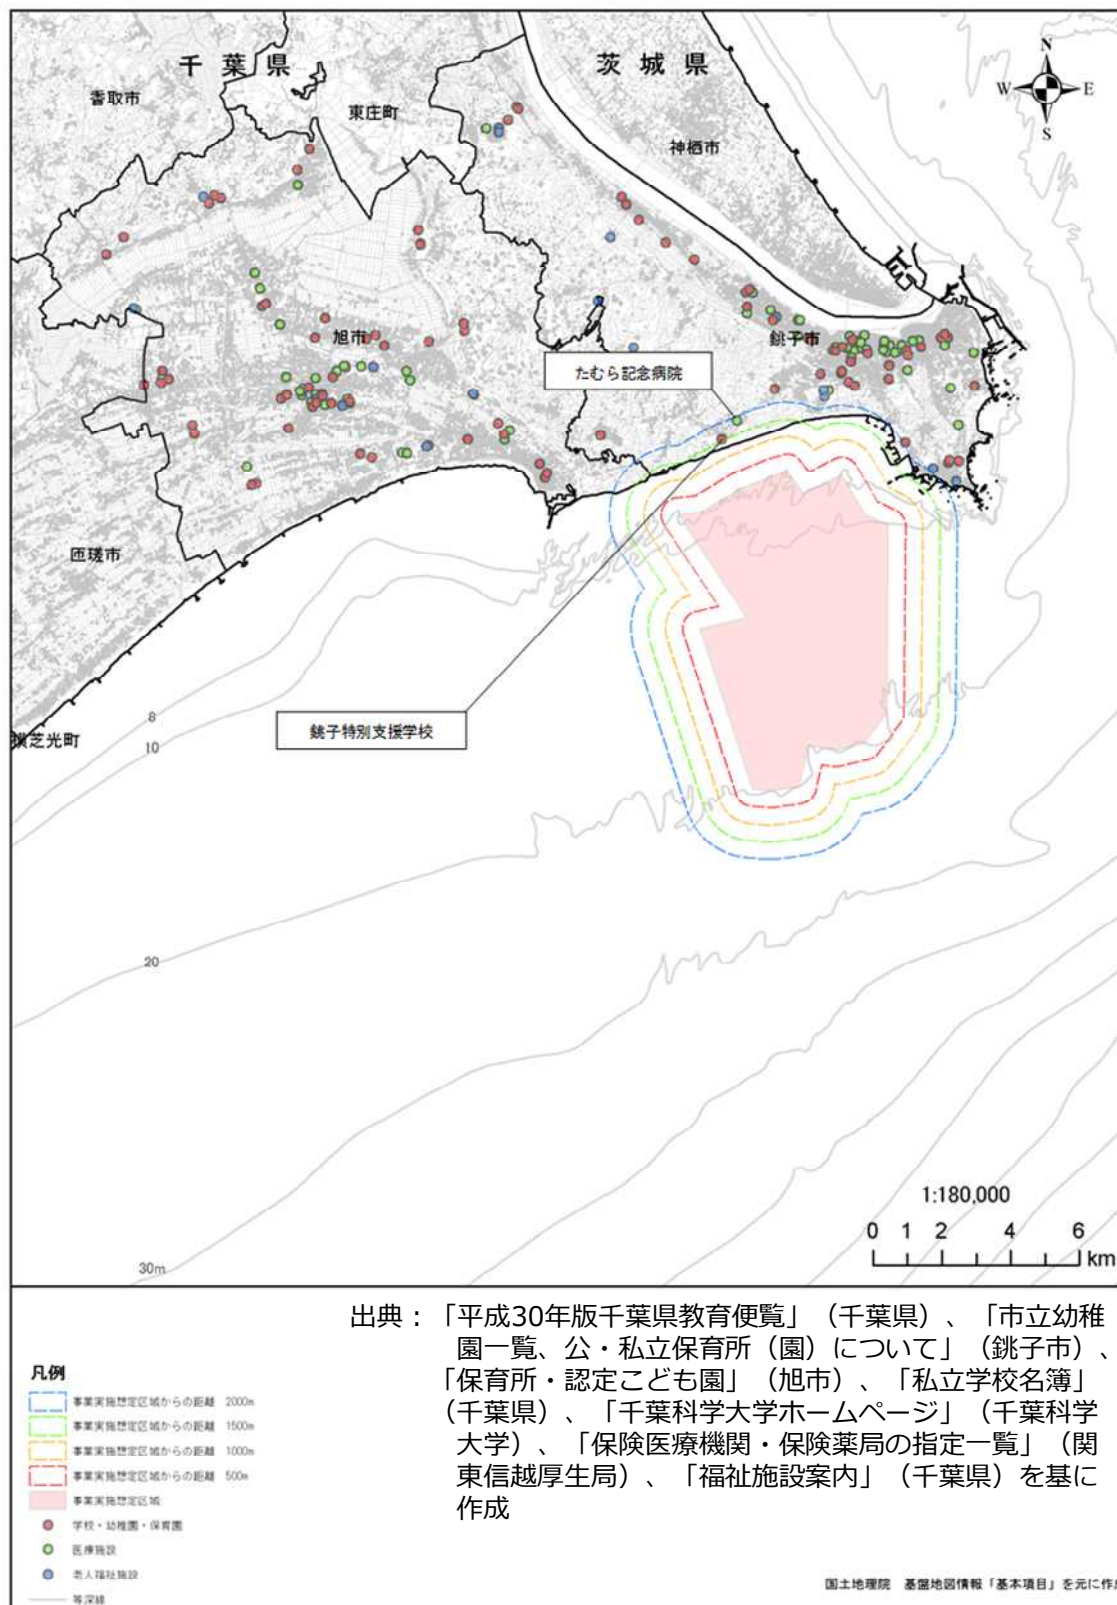 千葉県
茨城県
香取市
東庄町
神栖市
N
W
E
S
旭市
銚子市
たむら記念病院
匝瑳市
銚子特別支援学校
横芝光町
8
10
20
30m
1:180,000
0 1 2 4 6
km
凡例
事業実施想定区域からの距離 2000m
事業実施想定区域からの距離 1500m
事業実施想定区域からの距離 1000m
事業実施想定区域からの距離 500m
事業実施想定区域
学校・幼稚園・保育園
医療施設
老人福祉施設
等深線
出典：「平成30年版千葉県教育便覧」（千葉県）、「市立幼稚
園一覧、公・私立保育所（園）について」（銚子市）、
「保育所・認定こども園」（旭市）、「私立学校名簿」
（千葉県）、「千葉科学大学ホームページ」（千葉科学
大学）、「保険医療機関・保険薬局の指定一覧」（関
東信越厚生局）、「福祉施設案内」（千葉県）を基に
作成
国土地理院 基盤地図情報「基本項目」を元に作成